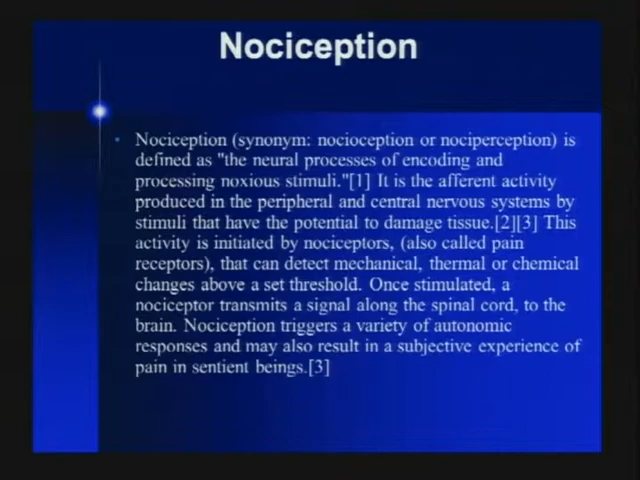 Nociception
Nociception (synonym: nocioception or nociperception) is
defined as "the neural processes of encoding and
processing noxious stimuli."[1] It is the afferent activity
produced in the peripheral and central nervous systems by
stimuli that have the potential to damage tissue.[2][3] This
activity is initiated by nociceptors, (also called pain
receptors), that can detect mechanical, thermal or chemical
changes above a set threshold. Once stimulated, a
nociceptor transmits a signal along the spinal cord, to the
brain. Nociception triggers a variety of autonomic
responses and may also result in a subjective experience of
pain in sentient beings.[3]